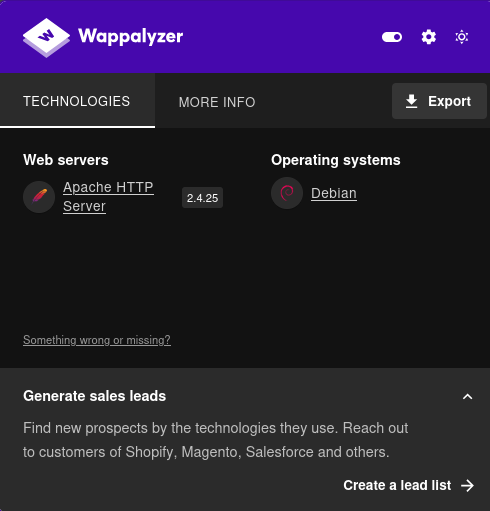 Wappalyzer
TECHNOLOGIES
MORE INFO
Export
Web servers
Apache HTTP
Server
2.4.25
Operating systems
Debian
Something wrong or missing?
Generate sales leads
Find new prospects by the technologies they use. Reach out
to customers of Shopify, Magento, Salesforce and others.
Create a lead list